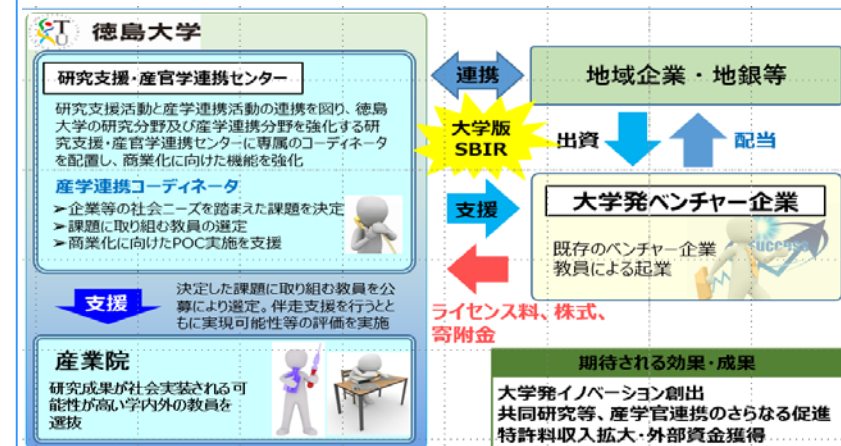 TU 徳島大学
研究支援・産官学連携センター
研究支援活動と産学連携活動の連携を図り、徳島
大学の研究分野及び産学連携分野を強化する研
究支援・産官学連携センターに専属のコーディネータ
を配置し、商業化に向けた機能を強化
産学連携コーディネータ
➢企業等の社会ニーズを踏まえた課題を決定
➢課題に取り組む教員の選定
➢商業化に向けたPOC実施を支援
支援
決定した課題に取り組む教員を公
募により選定。伴走支援を行うとと
もに実現可能性等の評価を実施
産業院
研究成果が社会実装される可
能性が高い学内外の教員を
選抜
連携
大学版
SBIR
支援
ライセンス料、株式、
寄附金
地域企業・地銀等
出資
配当
大学発ベンチャー企業
既存のベンチャー企業
教員による起業
success
期待される効果・成果
大学発イノベーション創出
共同研究等、産学官連携のさらなる促進
特許料収入拡大・外部資金獲得